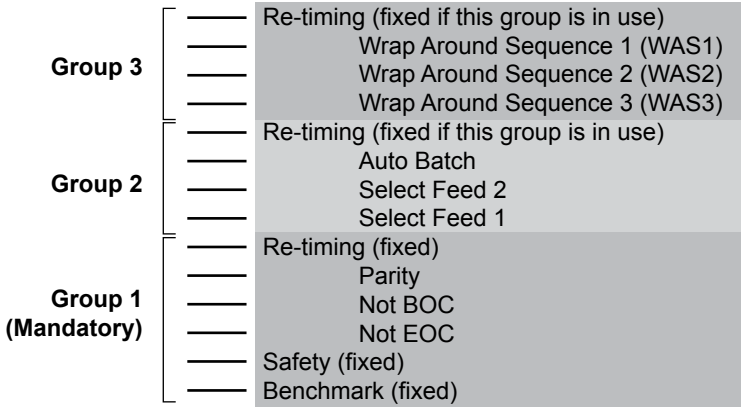 Group 3
Re-timing (fixed if this group is in use)
Wrap Around Sequence 1 (WAS1)
Wrap Around Sequence 2 (WAS2)
Wrap Around Sequence 3 (WAS3)
Group 2
Re-timing (fixed if this group is in use)
Auto Batch
Select Feed 2
Select Feed 1
Group 1
(Mandatory)
Re-timing (fixed)
Parity
Not BOC
Not EOC
Safety (fixed)
Benchmark (fixed)